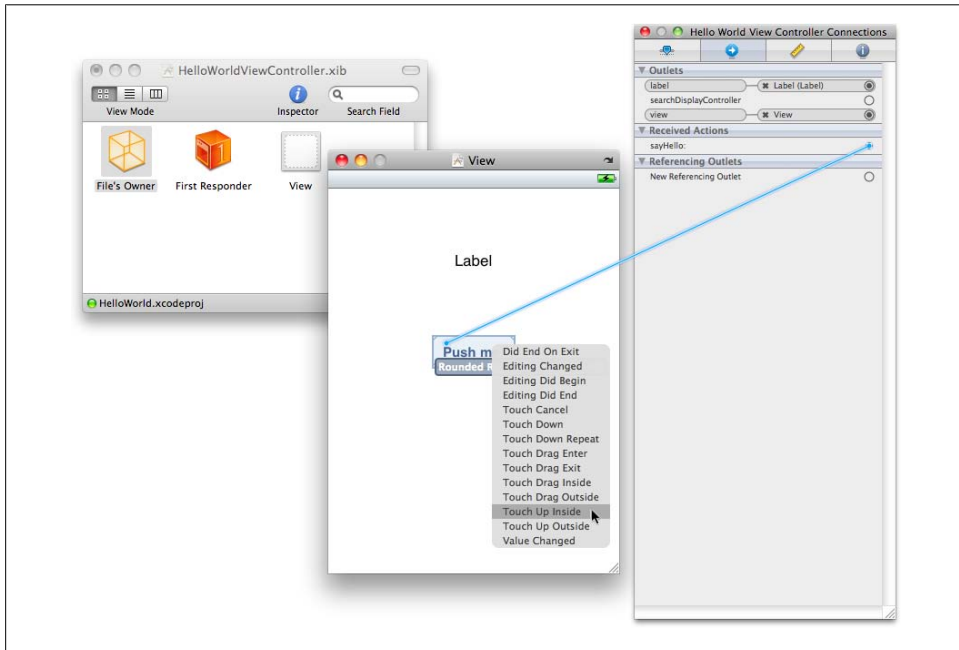 HelloWorldViewController.xib
View Mode
Inspector
Search Field
File's Owner
First Responder
View
HelloWorld.xcodeproj
View
Label
Push m
Rounded R
Did End On Exit
Editing Changed
Editing Did Begin
Editing Did End
Touch Cancel
Touch Down
Touch Down Repeat
Touch Drag Enter
Touch Drag Exit
Touch Drag Inside
Touch Drag Outside
Touch Up Inside
Touch Up Outside
Value Changed
Hello World View Controller Connections
Outlets
label Label (Label)
searchDisplayController
view View
Received Actions
sayHello:
Referencing Outlets
New Referencing Outlet